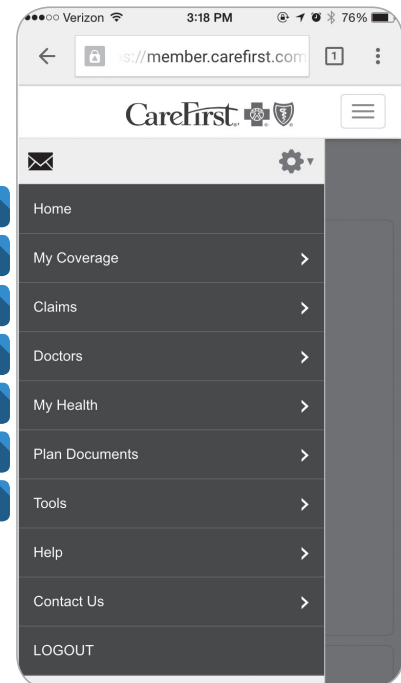 Verizon 3:18 PM 76%
s://member.carefirst.com 1
CareFirst
Home
My Coverage
Claims
Doctors
My Health
Plan Documents
Tools
Help
Contact Us
LOGOUT